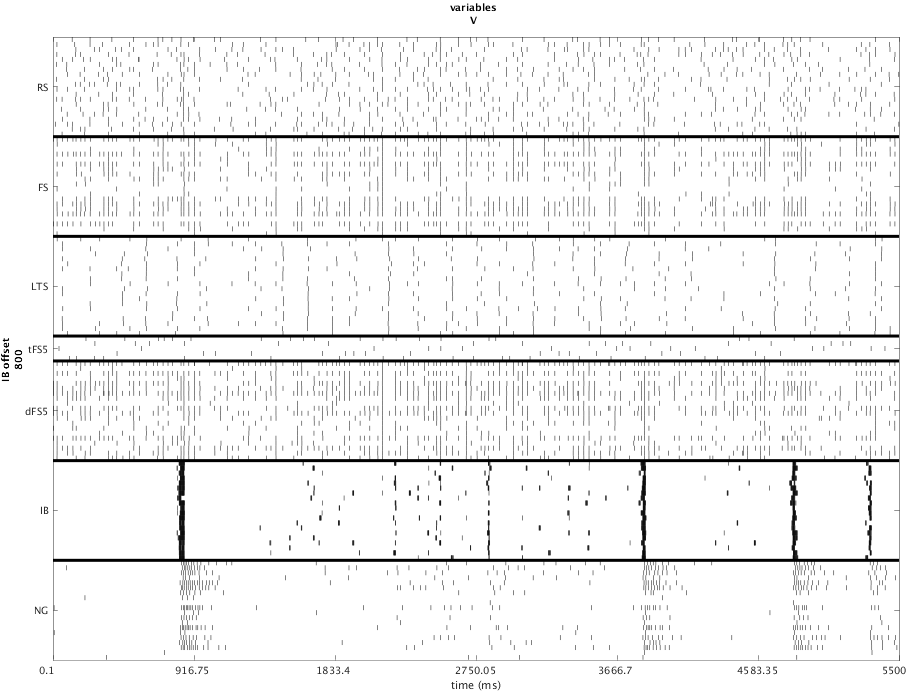 variables
V
RS
FS
LTS
tFS5
dFS5
IB
NG
IB offset
800
0.1 916.75 1833.4 2750.05 3666.7 4583.35 5500
time (ms)